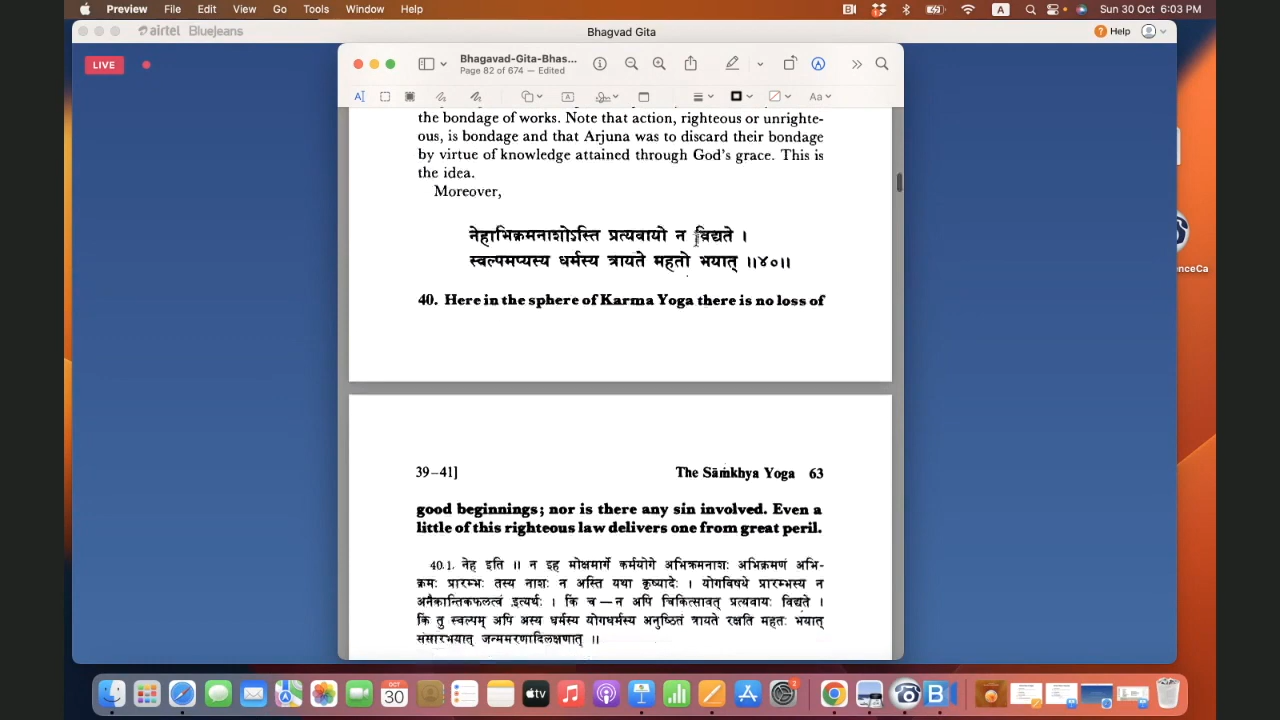 Preview File Edit View Go Tools Window Help
A
Sun 30 Oct 6:03 PM
airtel Bluejeans
Bhagvad Gita
Help
LIVE
Bhagavad-Gita-Bhas...
Page 82 of 674 — Edited
Aa
the bondage of works. Note that action, righteous or unrighte-
ous, is bondage and that Arjuna was to discard their bondage
by virtue of knowledge attained through God's grace. This is
the idea.
Moreover,
नेहाभिक्रमनाशोऽस्ति प्रत्यवायो न विद्यते ।
स्वल्पमप्यस्य धर्मस्य त्रायते महतो भयात् ।।४०।।
40. Here in the sphere of Karma Yoga there is no loss of
39–41]
The Sāṁkhya Yoga 63
good beginnings; nor is there any sin involved. Even a
little of this righteous law delivers one from great peril.
40.1. नेह इति ।। न इह मोक्षमार्गे कर्मयोगे अभिक्रमनाशः अभिक्रमणं अभि-
क्रमः प्रारम्भः तस्य नाशः न अस्ति यथा कृष्यादेः । योगविषये प्रारम्भस्य न
अनैकान्तिकफलत्वं इत्यर्थः । किं च — न अपि चिकित्सावत् प्रत्यवायः विद्यते ।
किं तु स्वल्पम् अपि अस्य धर्मस्य योगधर्मस्य अनुष्ठितं त्रायते रक्षति महतः भयात्
संसारभयात् जन्ममरणादिलक्षणात् ।।
enceCa
OCT
30
tv
2